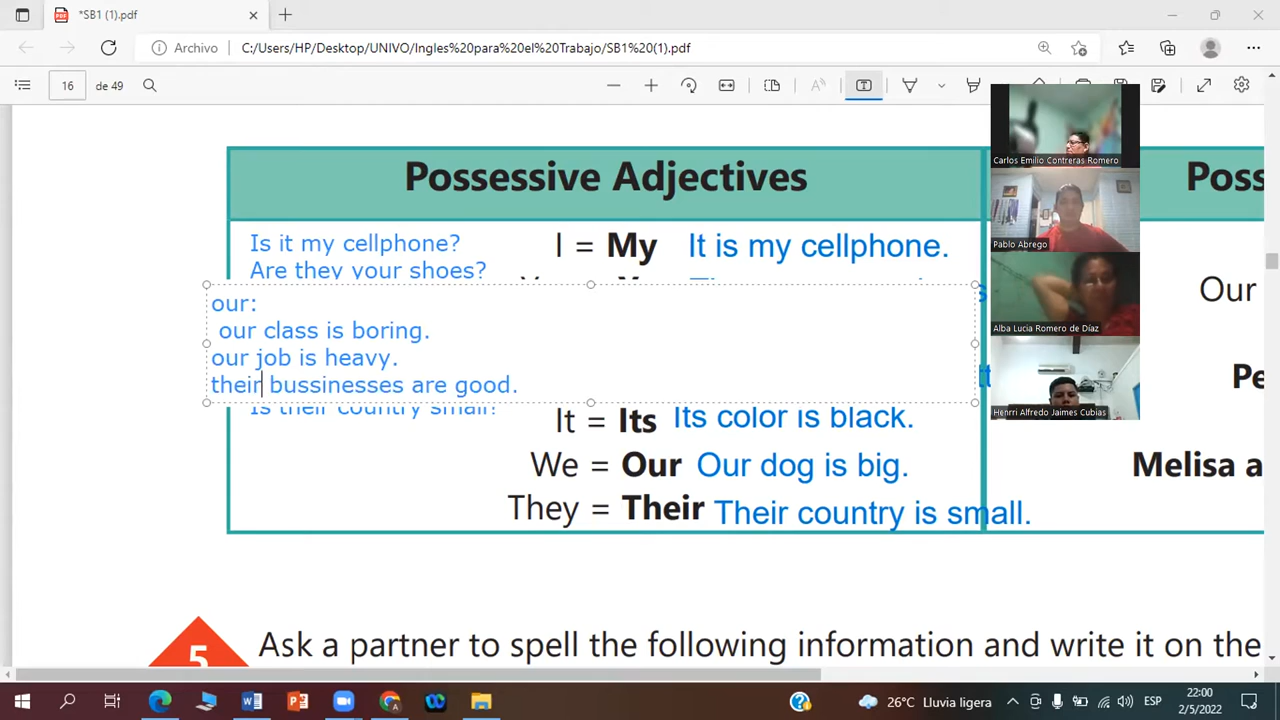 *SB1 (1).pdf
Archivo
C:/Users/HP/Desktop/UNIVO/Ingles%20para%20el%20Trabajo/SB1%20(1).pdf
16 de 49
Possessive Adjectives
Poss
Is it my cellphone?
I = My It is my cellphone.
Are they your shoes?
our:
our class is boring.
our job is heavy.
their bussinesses are good.
Is their country small?
It = Its Its color is black.
We = Our Our dog is big.
They = Their Their country is small.
Our
Pe
Melisa a
Carlos Emilio Contreras Romero
Pablo Abrego
Alba Lucia Romero de Díaz
Henrri Alfredo Jaimes Cubias
5 Ask a partner to spell the following information and write it on the
26°C Lluvia ligera
ESP
22:00
2/5/2022